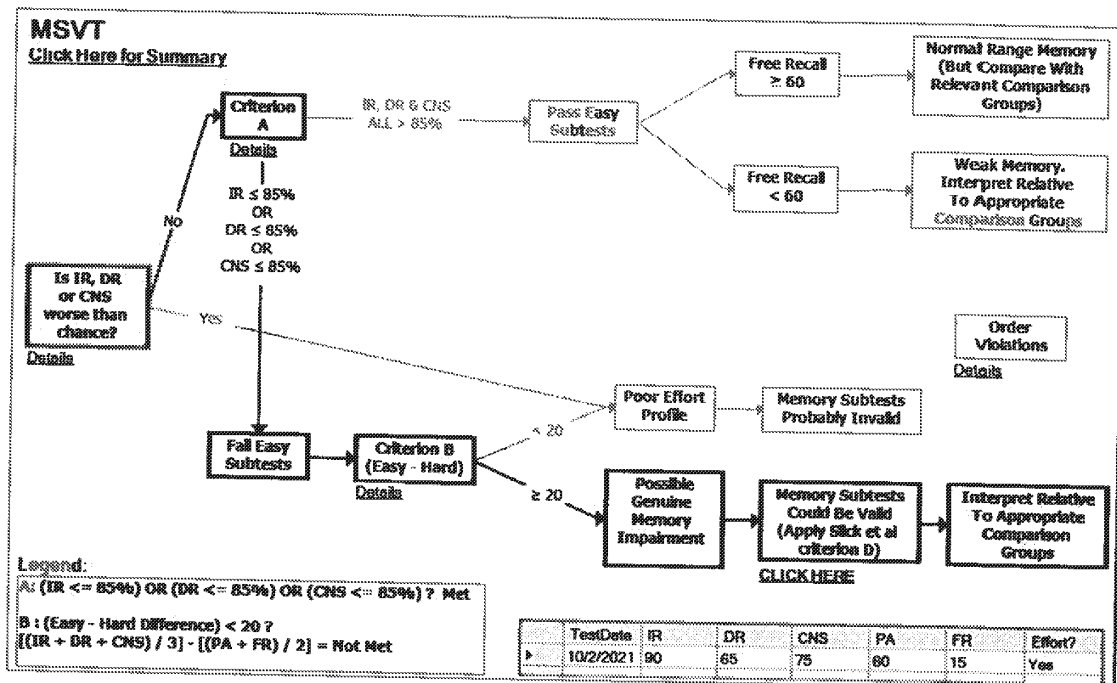 MSVT
Click Here for Summary
Criterion
A
Details
IR, DR & CNS
ALL > 85%
Pass Easy
Subtests
Free Recall
≥ 60
Normal Range Memory
(But Compare With
Relevant Comparison
Groups)
Free Recall
< 60
Weak Memory.
Interpret Relative
To Appropriate
Comparison Groups
IR ≤ 85%
OR
DR ≤ 85%
OR
CNS ≤ 85%
No
Is IR, DR
or CNS
worse than
chance?
Details
Yes
Order
Violations
Details
Poor Effort
Profile
Memory Subtests
Probably Invalid
Fail Easy
Subtests
Criterion B
(Easy - Hard)
Details
< 20
≥ 20
Possible
Genuine
Memory
Impairment
Memory Subtests
Could Be Valid
(Apply Slick et al
criterion D)
CLICK HERE
Interpret Relative
To Appropriate
Comparison
Groups
Legend:
A: (IR <= 85%) OR (DR <= 85%) OR (CNS <= 85%) ? Met
B : (Easy - Hard Difference) < 20 ?
[(IR + DR + CNS) / 3] - [(PA + FR) / 2] = Not Met
TestDate IR DR CNS PA FR Effort?
10/2/2021 90 65 75 60 15 Yes